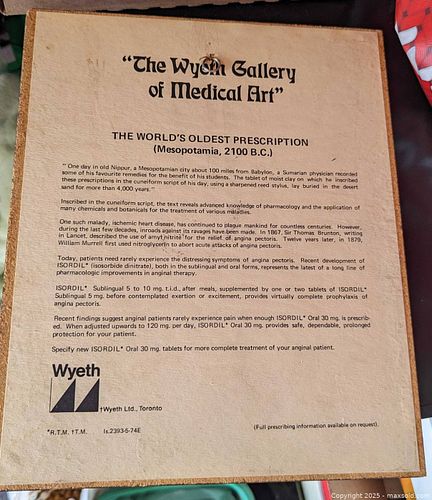 "The Wyeth Gallery
of Medical Art"
THE WORLD'S OLDEST PRESCRIPTION
(Mesopotamia, 2100 B.C.)
"One day in old Nippur, a Mesopotamian city about 100 miles from Babylon, a Sumarian physician recorded
some of his favourite remedies for the benefit of his students. The tablet of moist clay on which he inscribed
these prescriptions in the cuneiform script of his day, using a sharpened reed stylus, lay buried in the desert
sand for more than 4,000 years."
Inscribed in the cuneiform script, the text reveals advanced knowledge of pharmacology and the application of
many chemicals and botanicals for the treatment of various maladies.
One such malady, ischemic heart disease, has continued to plague mankind for countless centuries. However,
during the last few decades, inroads against its ravages have been made. In 1867, Sir Thomas Brunton, writing
in Lancet, described the use of amyl nitrite for the relief of angina pectoris. Twelve years later, in 1879,
William Murrell first used nitroglycerin to abort acute attacks of angina pectoris.
Today, patients need rarely experience the distressing symptoms of angina pectoris. Recent development of
ISORDIL* (isosorbide dinitrate), both in the sublingual and oral forms, represents the latest of a long line of
pharmacologic improvements in anginal therapy.
ISORDIL* Sublingual 5 to 10 mg. t.i.d., after meals, supplemented by one or two tablets of ISORDIL*
Sublingual 5 mg. before contemplated exertion or excitement, provides virtually complete prophylaxis of
angina pectoris.
Recent findings suggest anginal patients rarely experience pain when enough ISORDIL* Oral 30 mg. is prescrib-
ed. When adjusted upwards to 120 mg. per day, ISORDIL* Oral 30 mg. provides safe, dependable, prolonged
protection for your patient.
Specify new ISORDIL* Oral 30 mg. tablets for more complete treatment of your anginal patient.
Wyeth
†Wyeth Ltd., Toronto
*R.T.M. †T.M. Is.2393-5-74E
(Full prescribing information available on request).
Copyright 2025 - maxsold.com